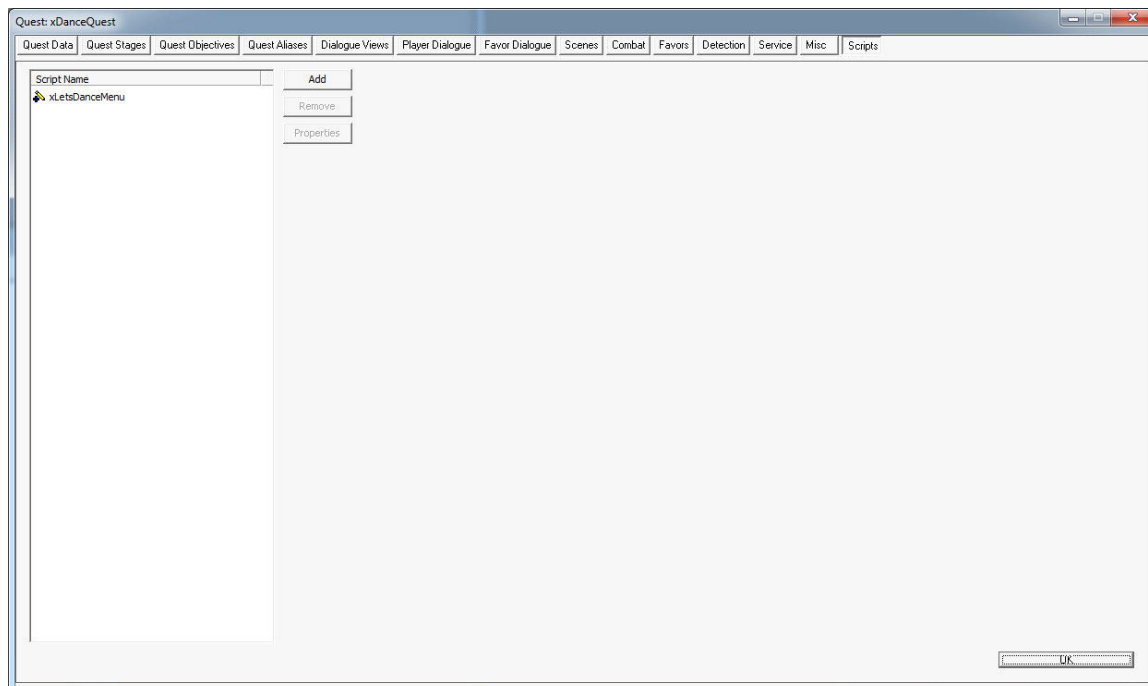 Quest: xDanceQuest
Quest Data Quest Stages Quest Objectives Quest Aliases Dialogue Views Player Dialogue Favor Dialogue Scenes Combat Favors Detection Service Misc Scripts
Script Name
Add
xLetsDanceMenu
Remove
Properties
OK